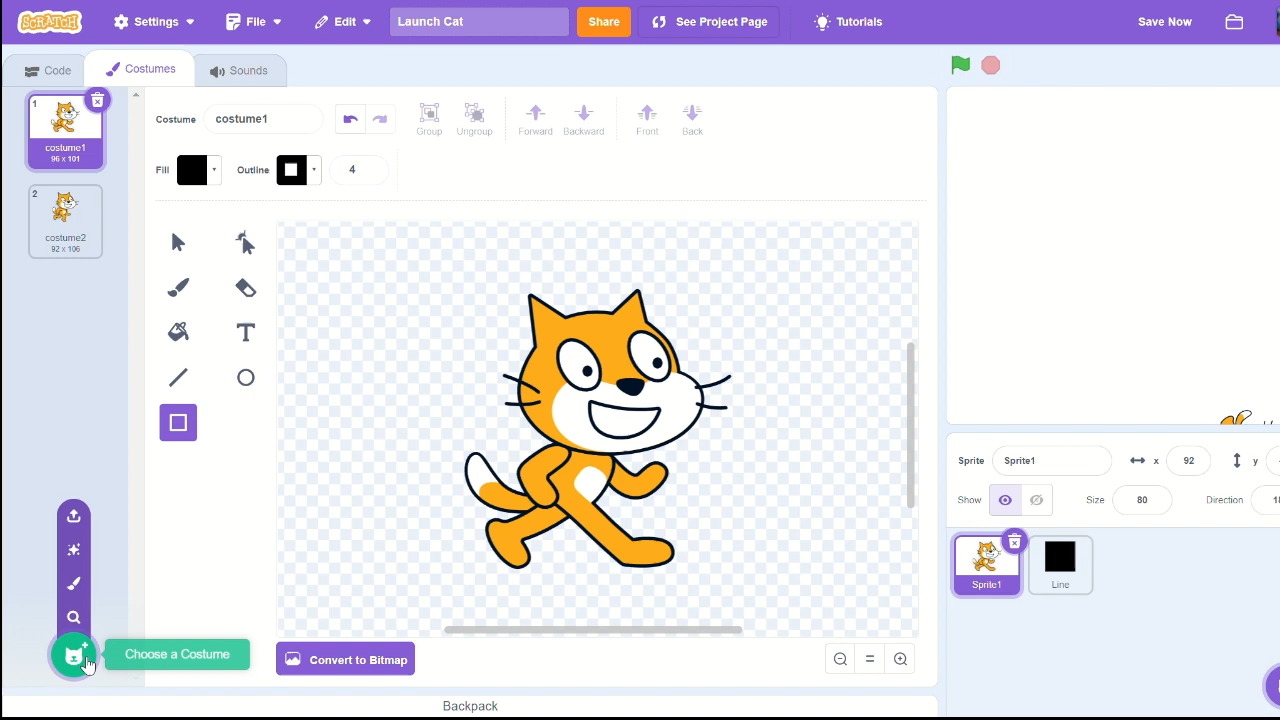 SCRATCH Settings File Edit Launch Cat Share See Project Page Tutorials Save Now
Code Costumes Sounds
1
costume1
96 x 101
2
costume2
92 x 106
Costume costume1 Group Ungroup Forward Backward Front Back
Fill Outline 4
T
Choose a Costume
Convert to Bitmap
Backpack
Sprite Sprite1 x 92 y
Show Size 80 Direction
Sprite1 Line